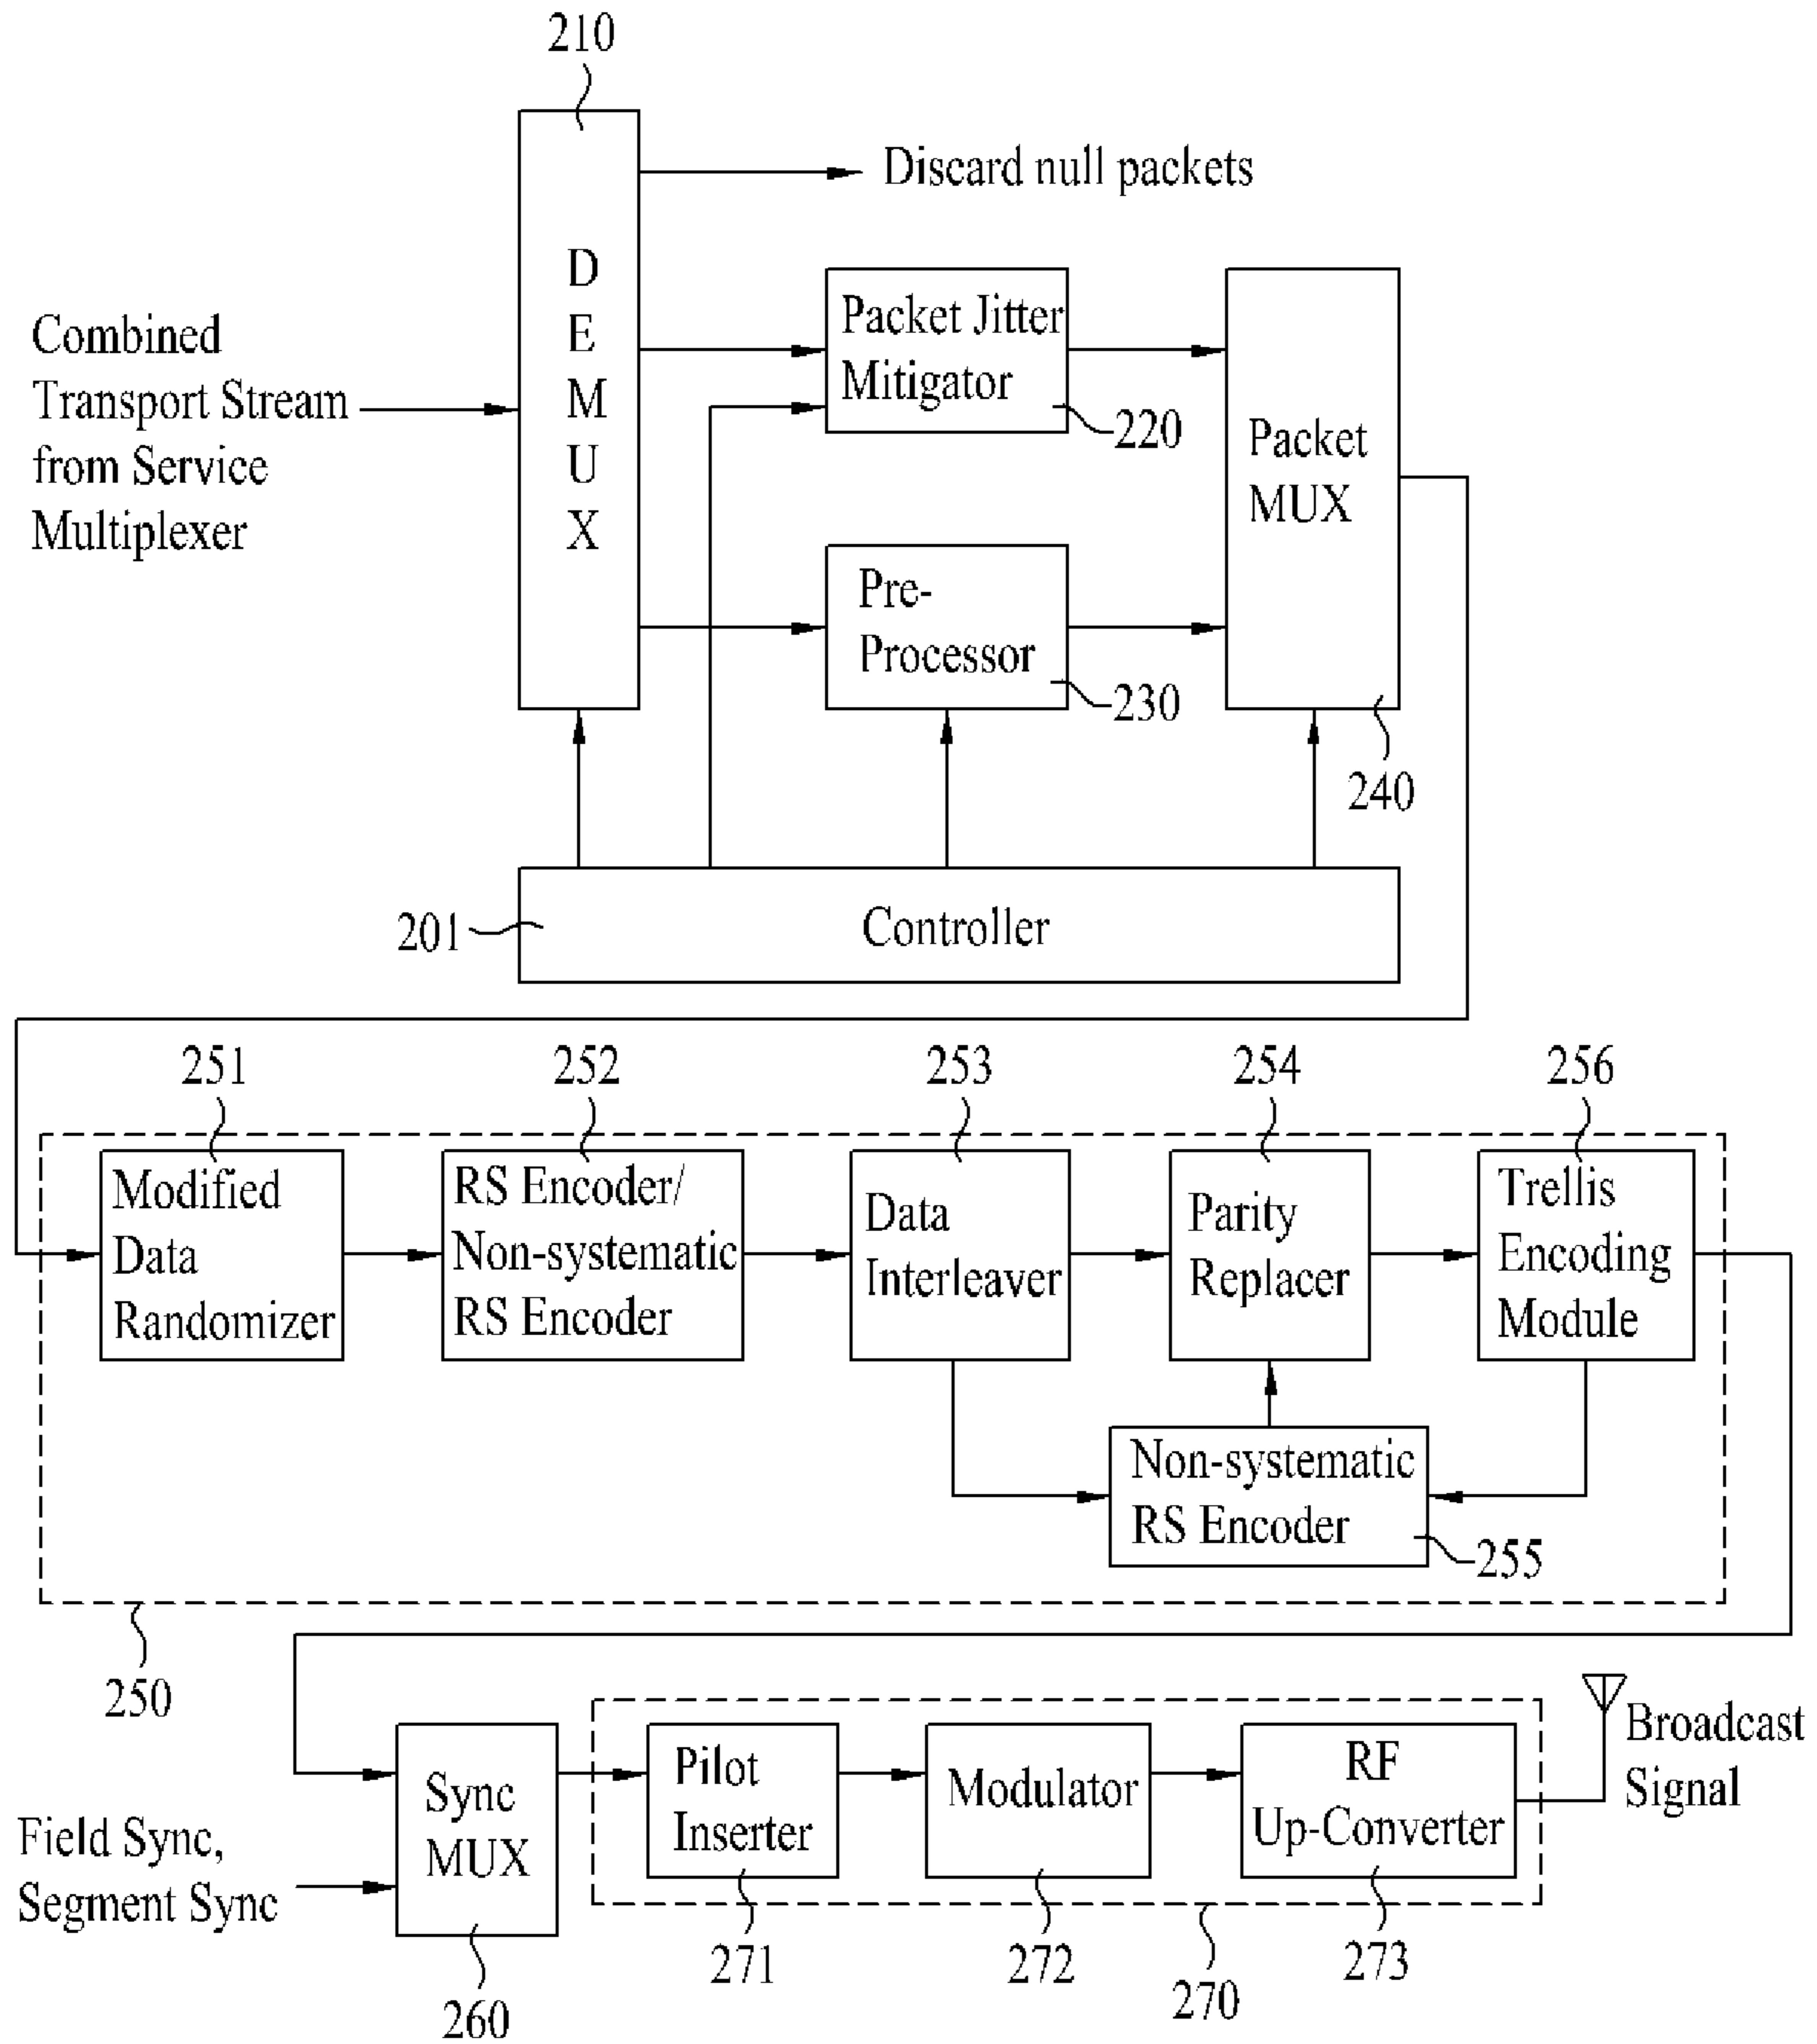 210
Discard null packets
D
E
M
U
X
Combined
Transport Stream
from Service
Multiplexer
Packet Jitter
Mitigator
220
Packet
MUX
Pre-
Processor
230
240
201
Controller
251
252
253
254
256
Modified
Data
Randomizer
RS Encoder/
Non-systematic
RS Encoder
Data
Interleaver
Parity
Replacer
Trellis
Encoding
Module
Non-systematic
RS Encoder
255
250
Sync
MUX
Pilot
Inserter
Modulator
RF
Up-Converter
Broadcast
Signal
Field Sync,
Segment Sync
260
271
272
270
273